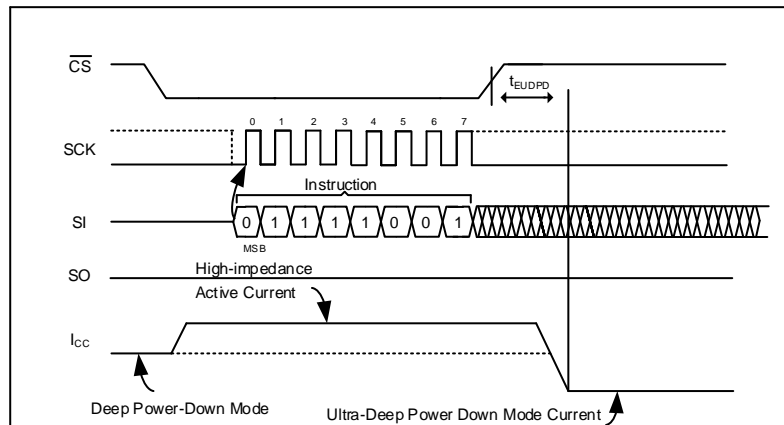 CS
tEUDPD
0 1 2 3 4 5 6 7
SCK
Instruction
SI
0 1 1 1 1 0 0 1
MSB
SO
High-impedance
Active Current
ICC
Deep Power-Down Mode
Ultra-Deep Power Down Mode Current